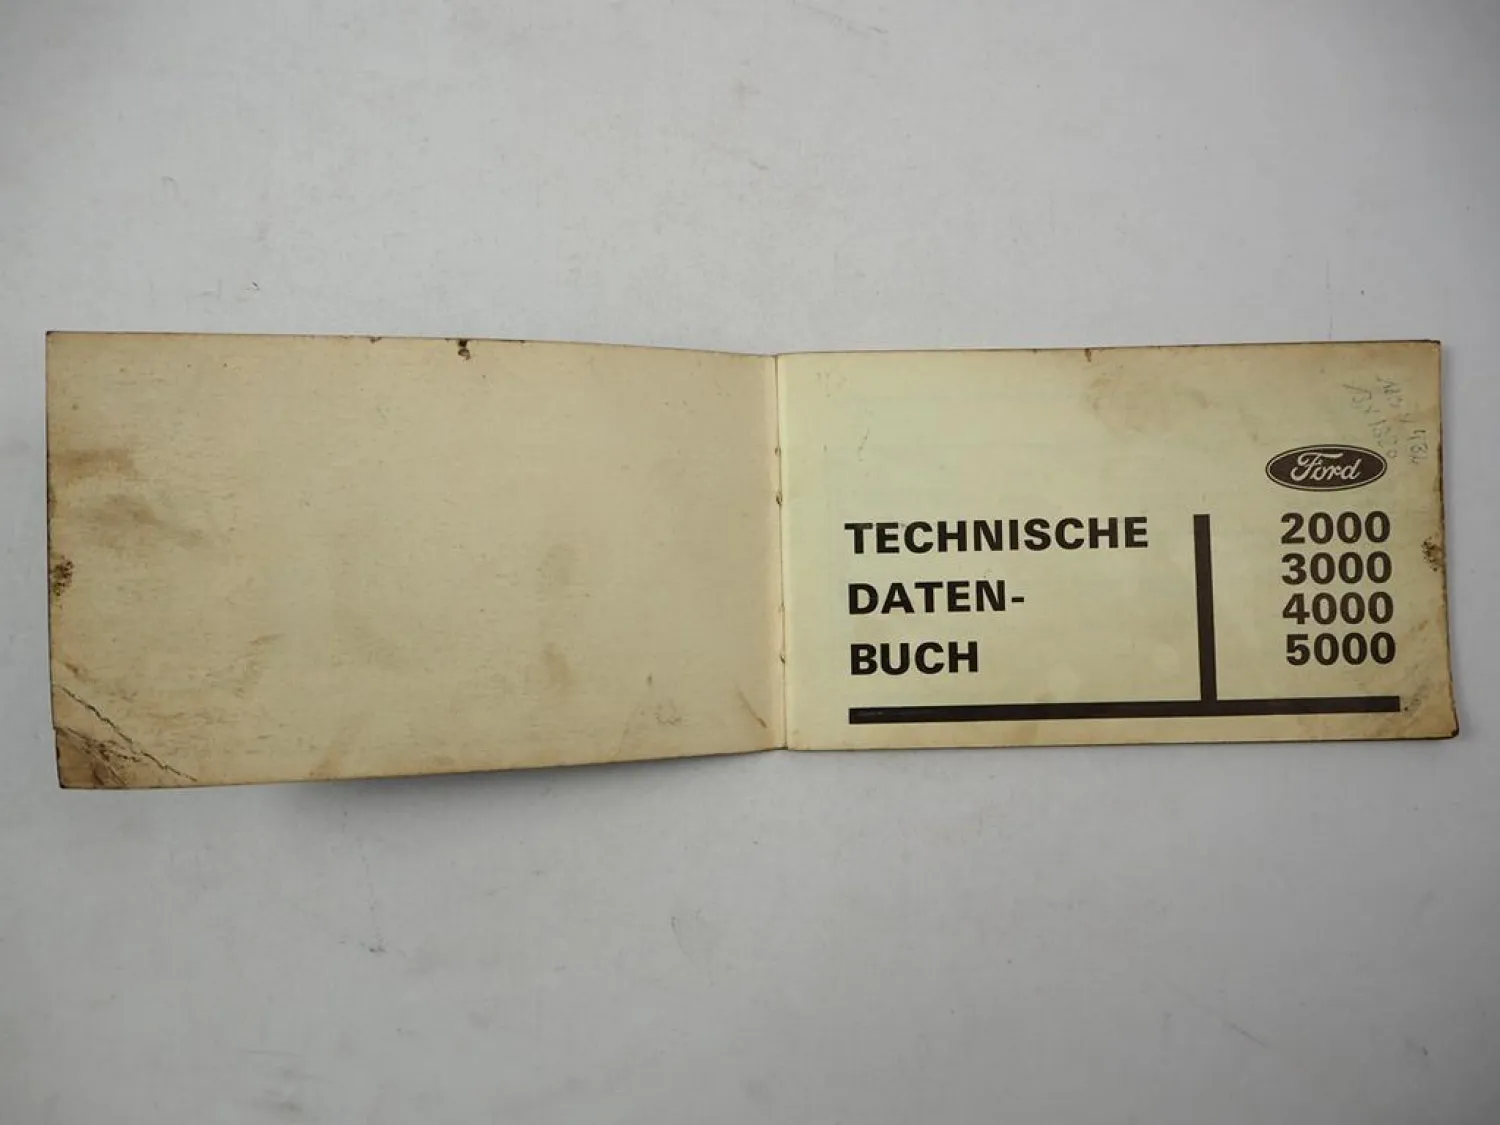 Ford
TECHNISCHE
DATEN-
BUCH
2000
3000
4000
5000